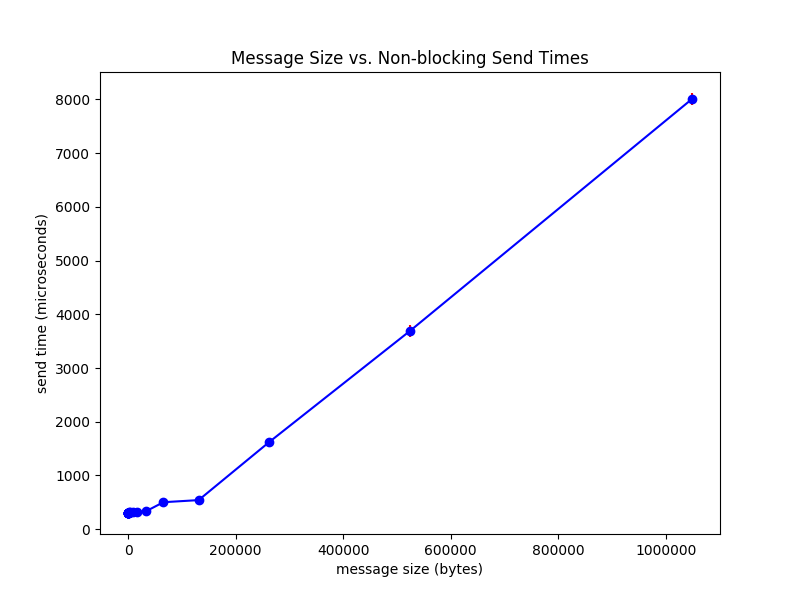 Message Size vs. Non-blocking Send Times
8000
7000
6000
5000
4000
3000
2000
1000
0
send time (microseconds)
0 200000 400000 600000 800000 1000000
message size (bytes)